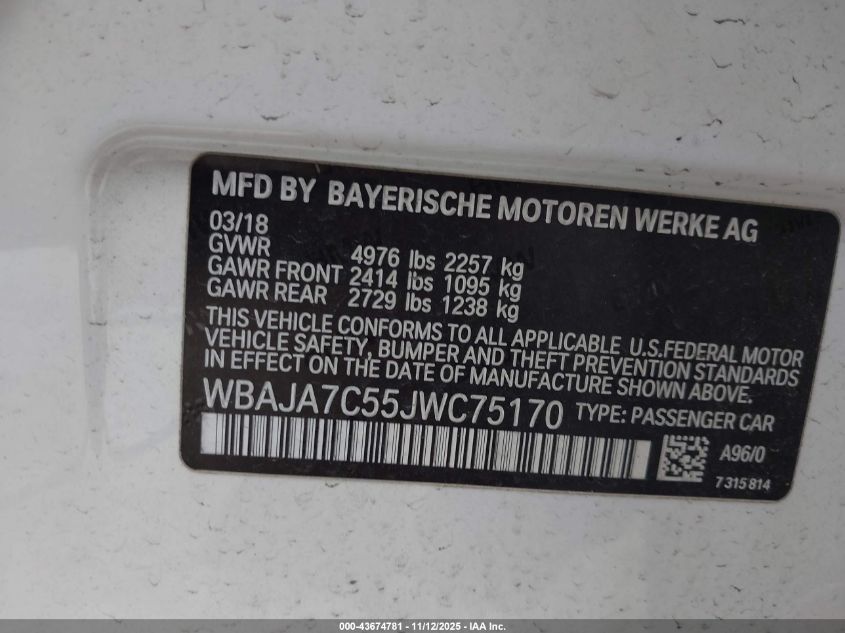 MFD BY BAYERISCHE MOTOREN WERKE AG
03/18
GVWR 4976 lbs 2257 kg
GAWR FRONT 2414 lbs 1095 kg
GAWR REAR 2729 lbs 1238 kg
THIS VEHICLE CONFORMS TO ALL APPLICABLE U.S.FEDERAL MOTOR
VEHICLE SAFETY, BUMPER AND THEFT PREVENTION STANDARDS
IN EFFECT ON THE DATE OF MANUFACTURE SHOWN ABOVE.
WBAJA7C55JWC75170 TYPE: PASSENGER CAR
A96/0
7 315 814
000-43674781 - 11/12/2025 - IAA Inc.